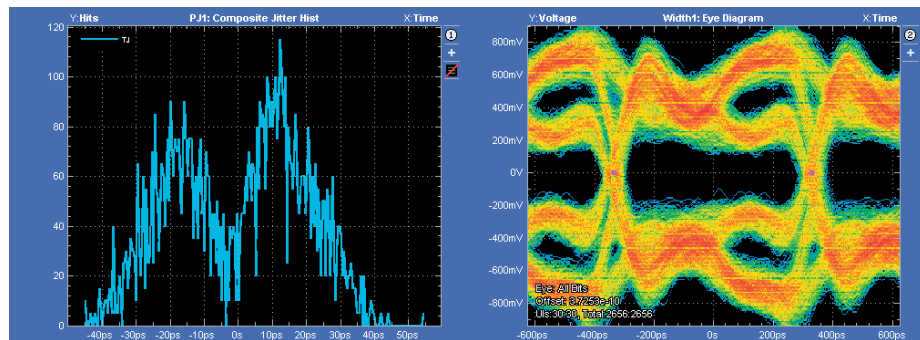 Y:Hits PJ1: Composite Jitter Hist X:Time
120
TJ
100
80
60
40
20
0
-40ps -30ps -20ps -10ps 0s 10ps 20ps 30ps 40ps 50ps
1
+
Y:Voltage Width1: Eye Diagram X:Time
800mV
600mV
400mV
200mV
0V
-200mV
-400mV
-600mV
-800mV
Eye: All Bits
Offset: 3.7253e-10
UIs:30:30, Total:2656:2656
-400ps -200ps 0s 200ps 400ps 600ps
2
+